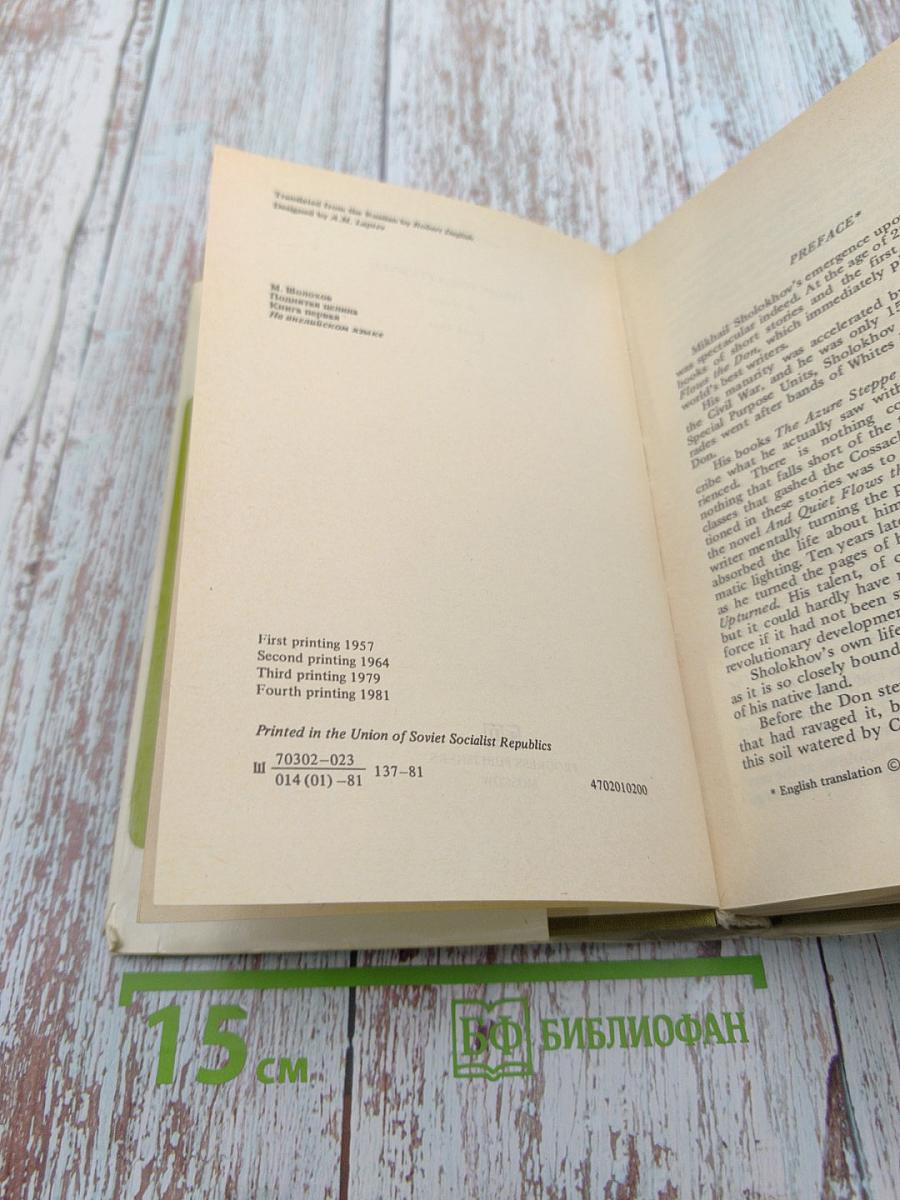 Translated from the Russian by Robert Daglish
Designed by A.M. Laptev
М. Шолохов
Поднятая целина
Книга первая
На английском языке
First printing 1957
Second printing 1964
Third printing 1979
Fourth printing 1981
Printed in the Union of Soviet Socialist Republics
Ш 70302–023
014 (01) –81
137–81
4702010200
PREFACE*
Mikhail Sholokhov's emergence upo
was spectacular indeed. At the age of 2
books of short stories and the first
Flows the Don, which immediately p
world's best writers.
His maturity was accelerated by
the Civil War, and he was only 15
Special Purpose Units, Sholokhov
rades went after bands of Whites
Don.
His books The Azure Steppe
cribe what he actually saw with
rienced. There is nothing co
nothing that falls short of the
classes that gashed the Cossac
tioned in these stories was to
the novel And Quiet Flows th
writer mentally turning the p
absorbed the life about him
matic lighting. Ten years late
as he turned the pages of h
Upturned. His talent, of c
but it could hardly have
force if it had not been s
revolutionary developmen
Sholokhov's own life
as it is so closely bound
of his native land.
Before the Don ste
that had ravaged it, b
this soil watered by C
* English translation ©
15 см
БФ БИБЛИОФАН